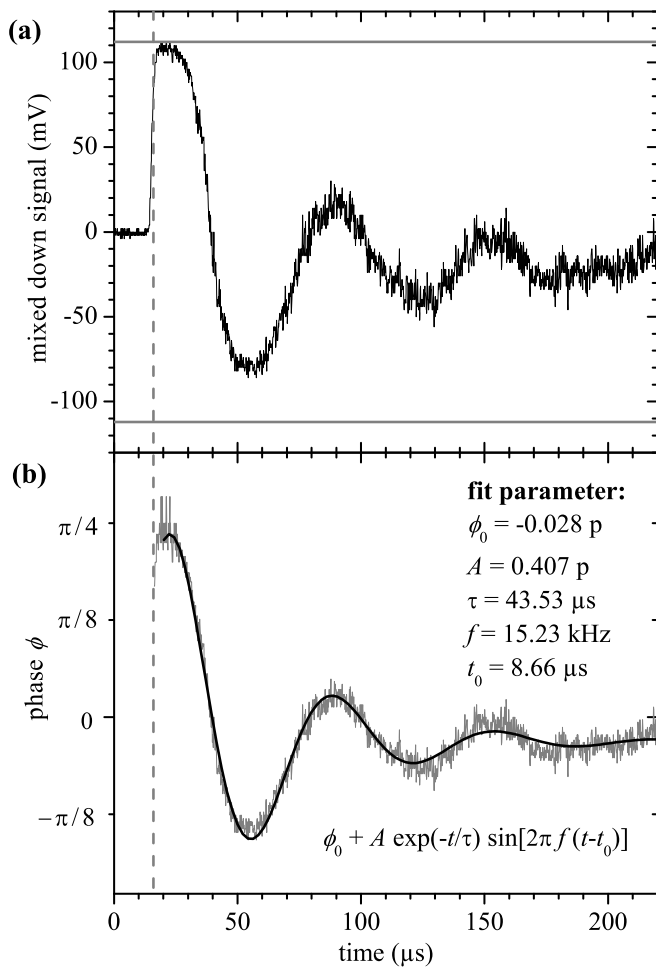 (a)
mixed down signal (mV)
100
50
0
-50
-100
(b)
phase ϕ
π/4
π/8
0
−π/8
fit parameter:
ϕ0 = -0.028 p
A = 0.407 p
τ = 43.53 µs
f = 15.23 kHz
t0 = 8.66 µs
ϕ0 + A exp(-t/τ) sin[2π f (t-t0)]
0 50 100 150 200
time (µs)